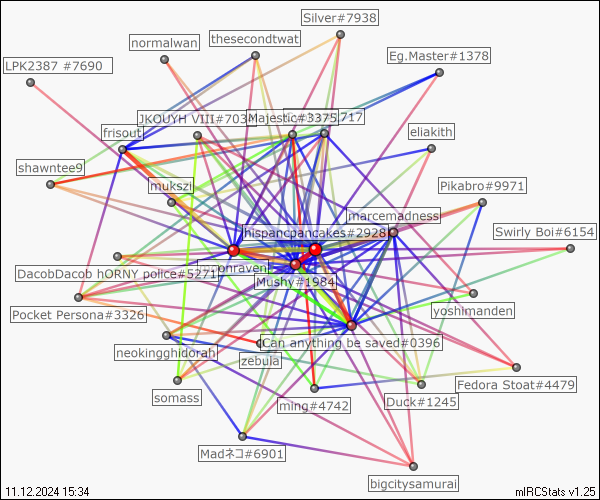 Silver#7938
normalwan
thesecondtwat
Eg.Master#1378
LPK2387 #7690
JKOUYH VIII#703
Majestic#3375
717
frisout
eliakith
shawntee9
mukszi
Pikabro#9971
marcemadness
hispancpancakes#2928
Swirly Boi#6154
DacobDacob hORNY police#5271
onraven
Mushy#1984
Pocket Persona#3326
yoshimanden
Can anything be saved#0396
neokingghidorah
zebula
Fedora Stoat#4479
somass
ming#4742
Duck#1245
Madネコ#6901
bigcitysamurai
11.12.2024 15:34
mIRCStats v1.25